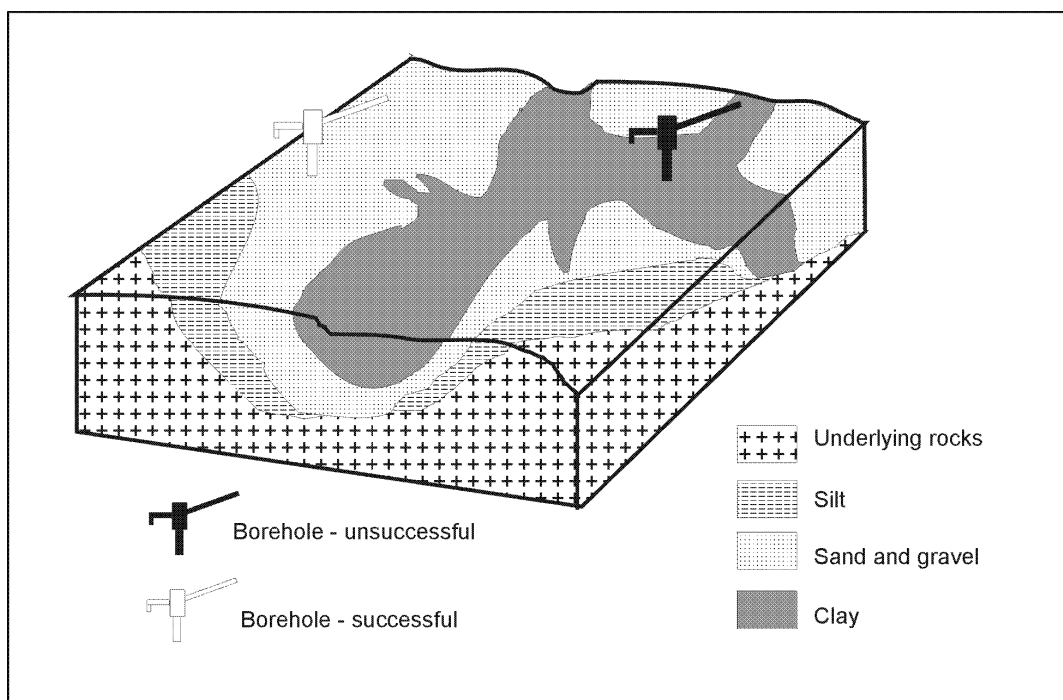 Underlying rocks
Silt
Sand and gravel
Clay
Borehole - unsuccessful
Borehole - successful